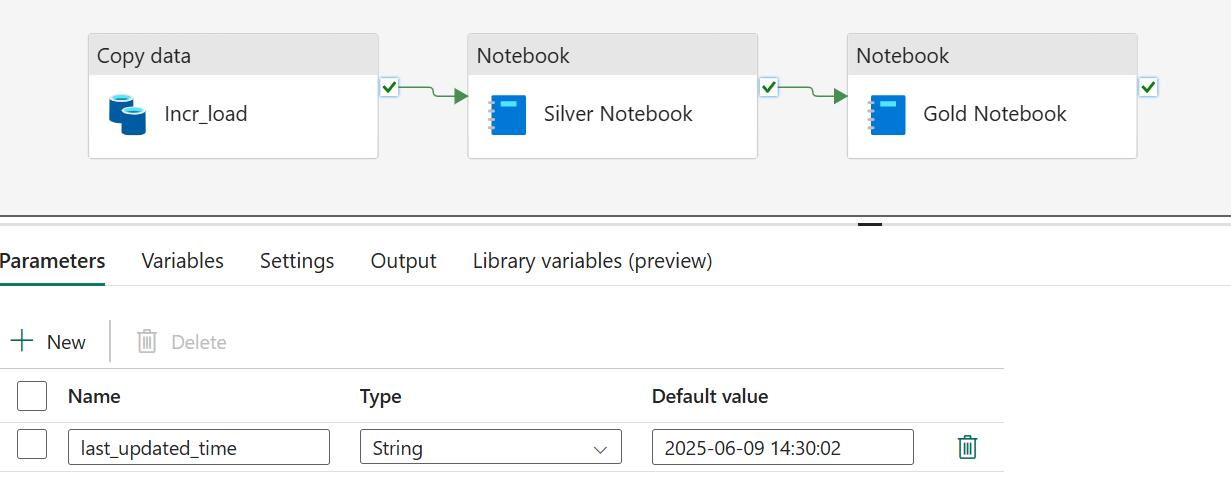 Copy data
Incr_load
Notebook
Silver Notebook
Notebook
Gold Notebook
Parameters Variables Settings Output Library variables (preview)
New Delete
Name Type Default value
last_updated_time String 2025-06-09 14:30:02